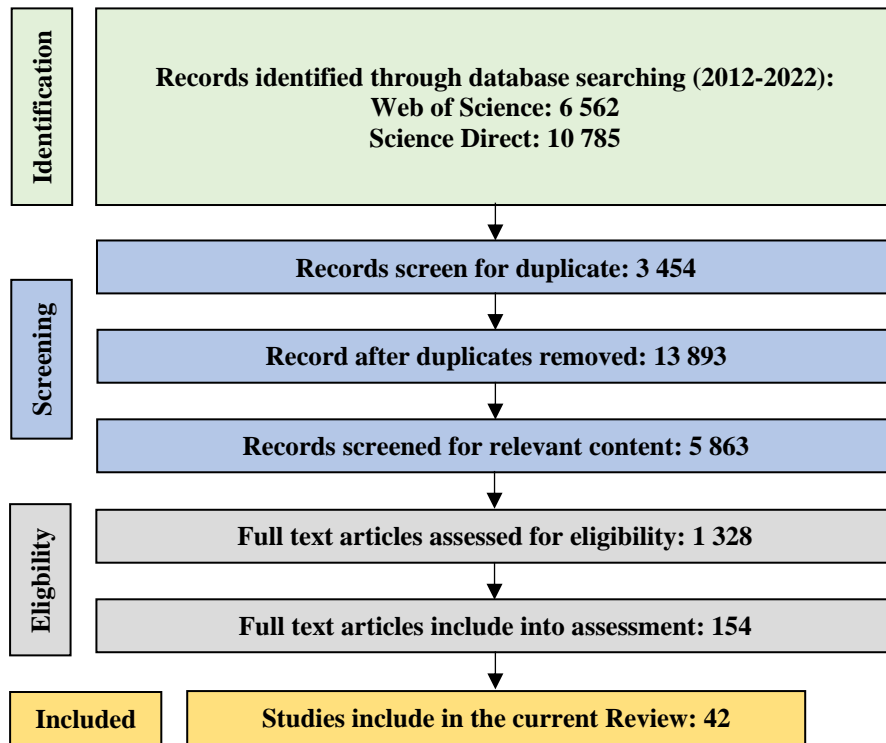 Identification
Records identified through database searching (2012-2022):
Web of Science: 6 562
Science Direct: 10 785
Screening
Records screen for duplicate: 3 454
Record after duplicates removed: 13 893
Records screened for relevant content: 5 863
Eligbility
Full text articles assessed for eligibility: 1 328
Full text articles include into assessment: 154
Included
Studies include in the current Review: 42